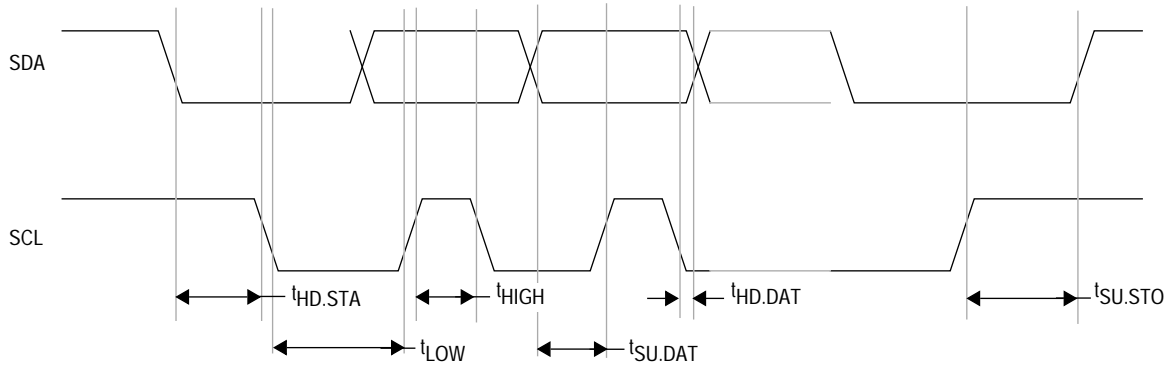 SDA
SCL
tHD.STA
tHIGH
tHD.DAT
tSU.STO
tLOW
tSU.DAT